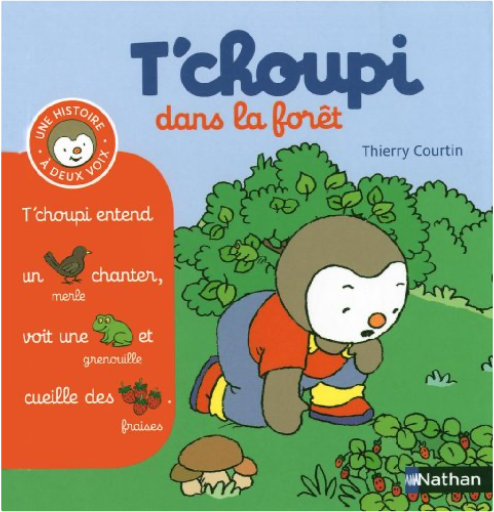 T'choupi
dans la forêt
Thierry Courtin
UNE HISTOIRE
À DEUX VOIX
T'choupi entend
un chanter,
merle
voit une et
grenouille
cueille des .
fraises
Nathan